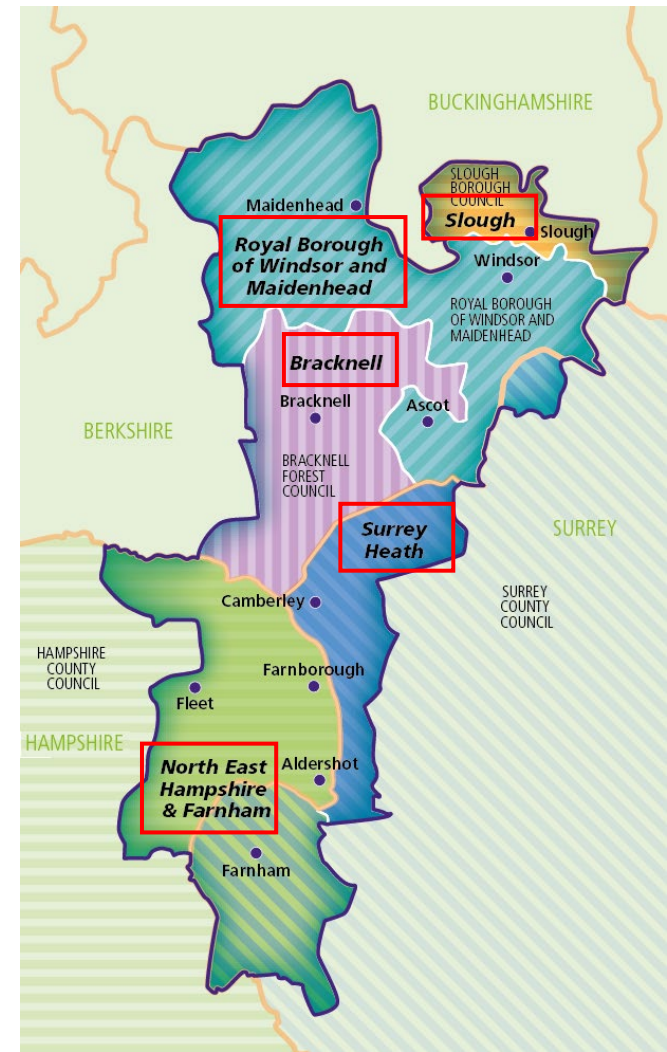 BUCKINGHAMSHIRE
SLOUGH
BOROUGH
COUNCIL
Slough
Slough
Maidenhead
Royal Borough
of Windsor and
Maidenhead
Windsor
ROYAL BOROUGH
OF WINDSOR AND
MAIDENHEAD
Bracknell
Bracknell
Ascot
BERKSHIRE
BRACKNELL
FOREST
COUNCIL
Surrey
Heath
SURREY
SURREY
COUNTY
COUNCIL
Camberley
HAMPSHIRE
COUNTY
COUNCIL
Farnborough
Fleet
HAMPSHIRE
North East
Hampshire
& Farnham
Aldershot
Farnham